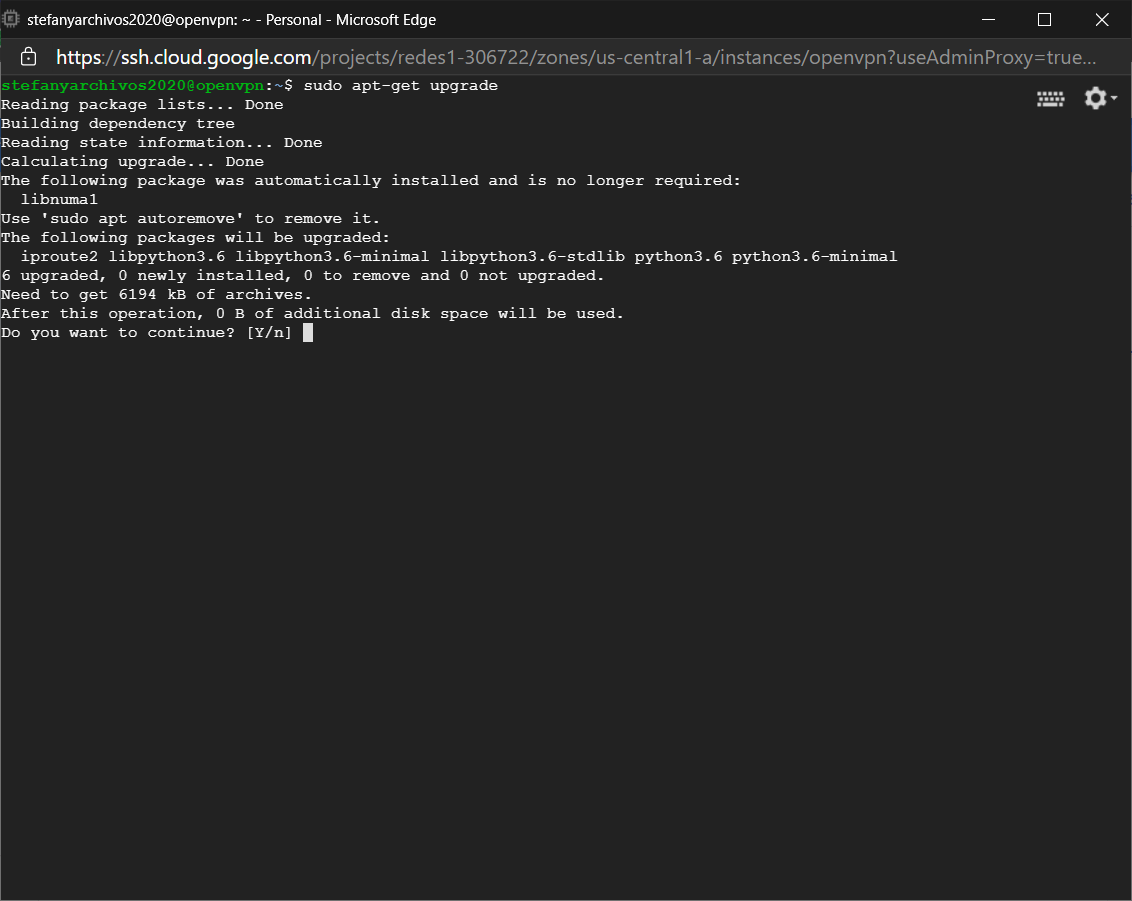 stefanyarchivos2020@openvpn: ~ - Personal - Microsoft Edge
https://ssh.cloud.google.com/projects/redes1-306722/zones/us-central1-a/instances/openvpn?useAdminProxy=true...
stefanyarchivos2020@openvpn:~$ sudo apt-get upgrade
Reading package lists... Done
Building dependency tree
Reading state information... Done
Calculating upgrade... Done
The following package was automatically installed and is no longer required:
  libnuma1
Use 'sudo apt autoremove' to remove it.
The following packages will be upgraded:
  iproute2 libpython3.6 libpython3.6-minimal libpython3.6-stdlib python3.6 python3.6-minimal
6 upgraded, 0 newly installed, 0 to remove and 0 not upgraded.
Need to get 6194 kB of archives.
After this operation, 0 B of additional disk space will be used.
Do you want to continue? [Y/n]